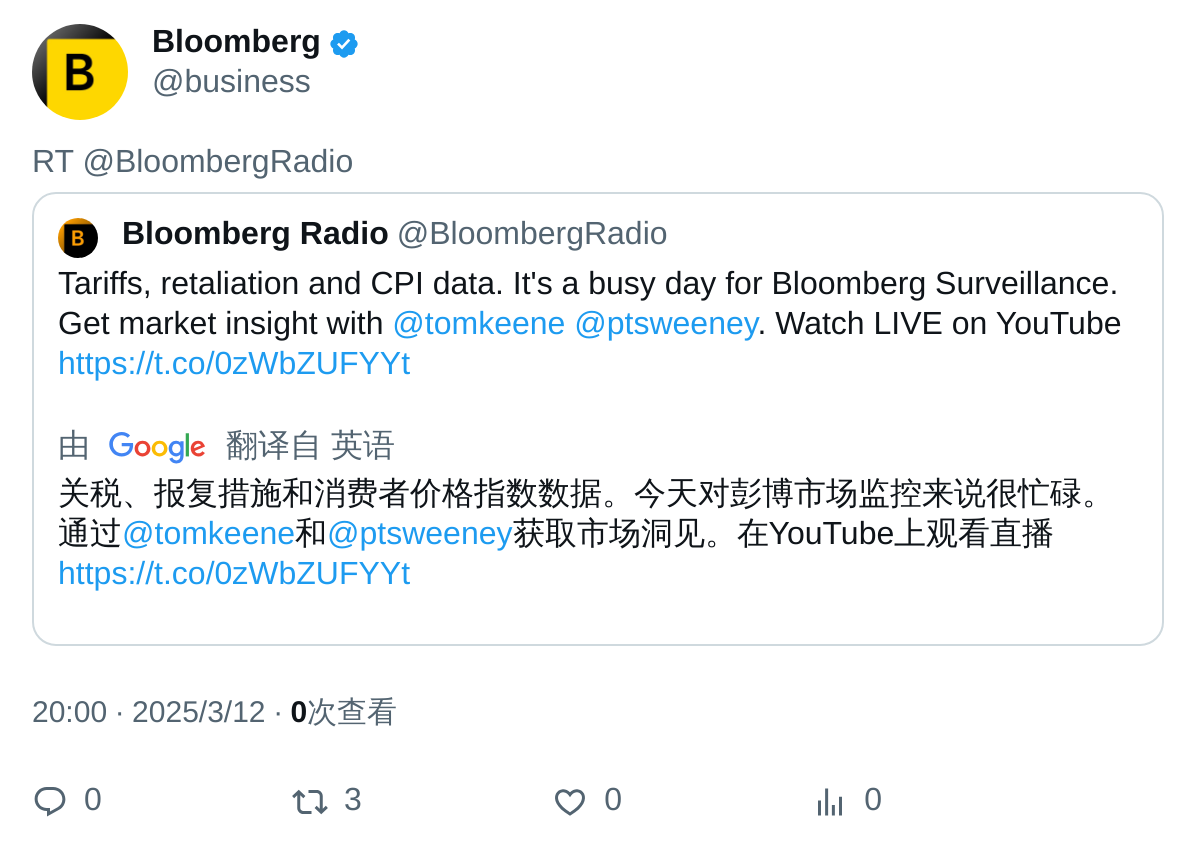 B
Bloomberg
@business
RT @BloombergRadio
B
Bloomberg Radio @BloombergRadio
Tariffs, retaliation and CPI data. It's a busy day for Bloomberg Surveillance.
Get market insight with @tomkeene @ptsweeney. Watch LIVE on YouTube
https://t.co/0zWbZUFYYt
由 Google 翻译自 英语
关税、报复措施和消费者价格指数数据。今天对彭博市场监控来说很忙碌。
通过@tomkeene和@ptsweeney获取市场洞见。在YouTube上观看直播
https://t.co/0zWbZUFYYt
20:00 · 2025/3/12 · 0次查看
0 3 0 0